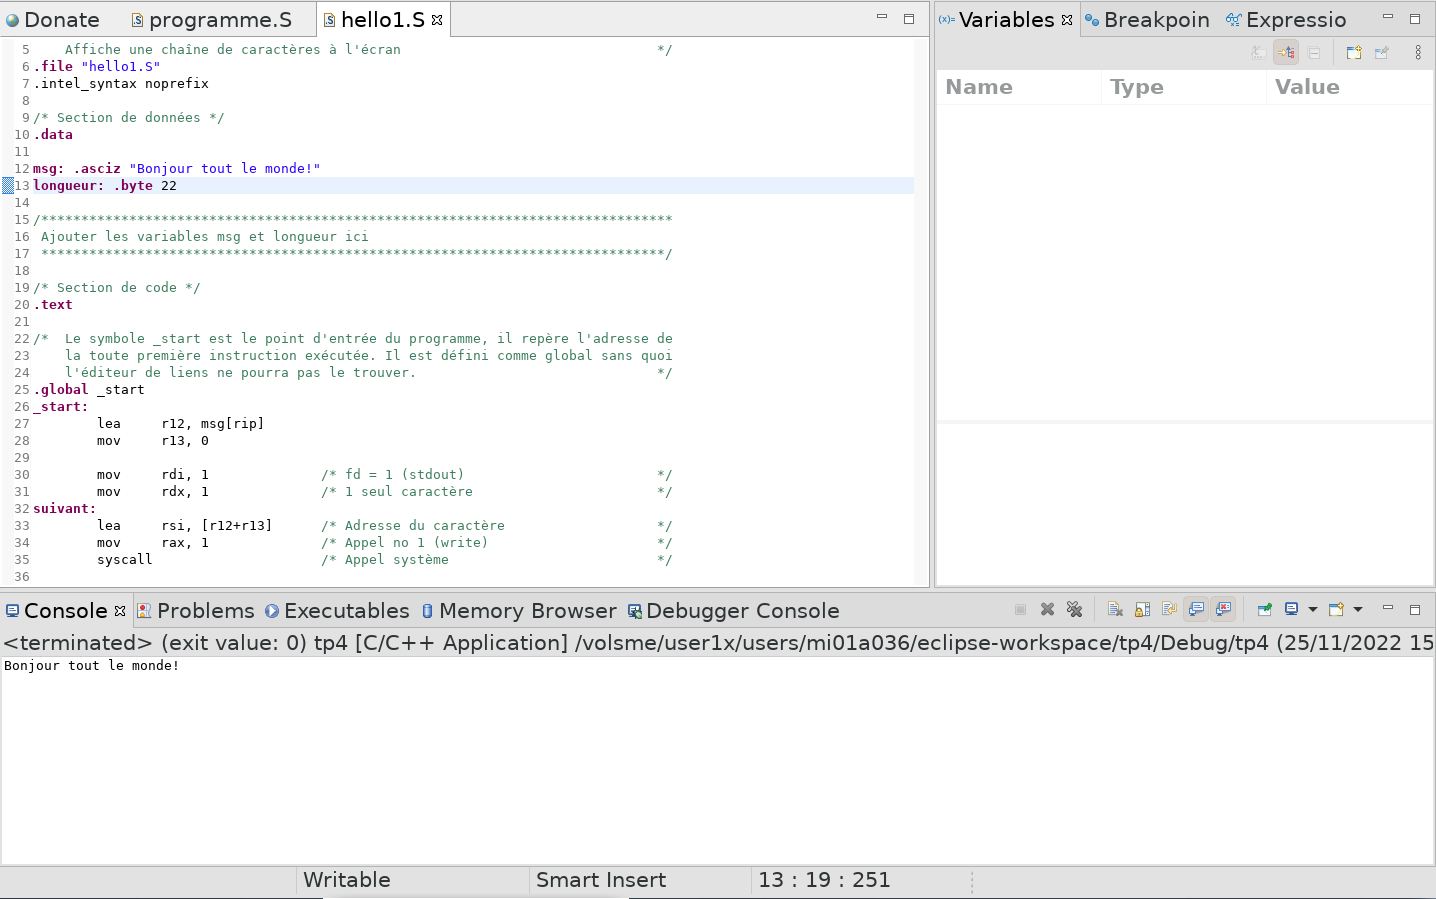 Donate programme.S hello1.S
5 Affiche une chaîne de caractères à l'écran */
6 .file "hello1.S"
7 .intel_syntax noprefix
8
9 /* Section de données */
10 .data
11
12 msg: .asciz "Bonjour tout le monde!"
13 longueur: .byte 22
14
15 /*******************************************************************************
16 Ajouter les variables msg et longueur ici
17 ******************************************************************************/
18
19 /* Section de code */
20 .text
21
22 /* Le symbole _start est le point d'entrée du programme, il repère l'adresse de
23 la toute première instruction exécutée. Il est défini comme global sans quoi
24 l'éditeur de liens ne pourra pas le trouver. */
25 .global _start
26 _start:
27 lea r12, msg[rip]
28 mov r13, 0
29
30 mov rdi, 1 /* fd = 1 (stdout) */
31 mov rdx, 1 /* 1 seul caractère */
32 suivant:
33 lea rsi, [r12+r13] /* Adresse du caractère */
34 mov rax, 1 /* Appel no 1 (write) */
35 syscall /* Appel système */
36
(x)= Variables Breakpoin Expressio
Name Type Value
Console Problems Executables Memory Browser Debugger Console
<terminated> (exit value: 0) tp4 [C/C++ Application] /volsme/user1x/users/mi01a036/eclipse-workspace/tp4/Debug/tp4 (25/11/2022 15
Bonjour tout le monde!
Writable Smart Insert 13 : 19 : 251